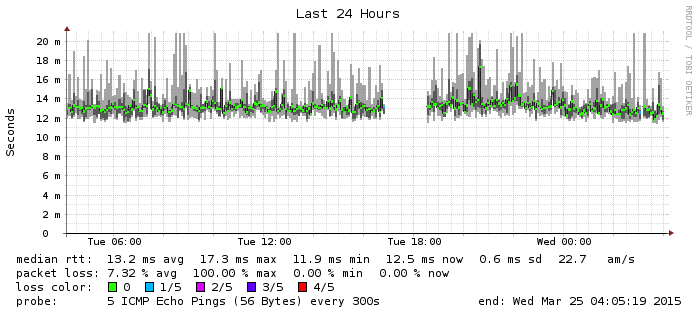 Last 24 Hours
RRDTOOL / TOBI OETIKER
Seconds
20 m
18 m
16 m
14 m
12 m
10 m
8 m
6 m
4 m
2 m
0
Tue 06:00 Tue 12:00 Tue 18:00 Wed 00:00
median rtt: 13.2 ms avg 17.3 ms max 11.9 ms min 12.5 ms now 0.6 ms sd 22.7 am/s
packet loss: 7.32 % avg 100.00 % max 0.00 % min 0.00 % now
loss color: 0 1/5 2/5 3/5 4/5
probe: 5 ICMP Echo Pings (56 Bytes) every 300s end: Wed Mar 25 04:05:19 2015